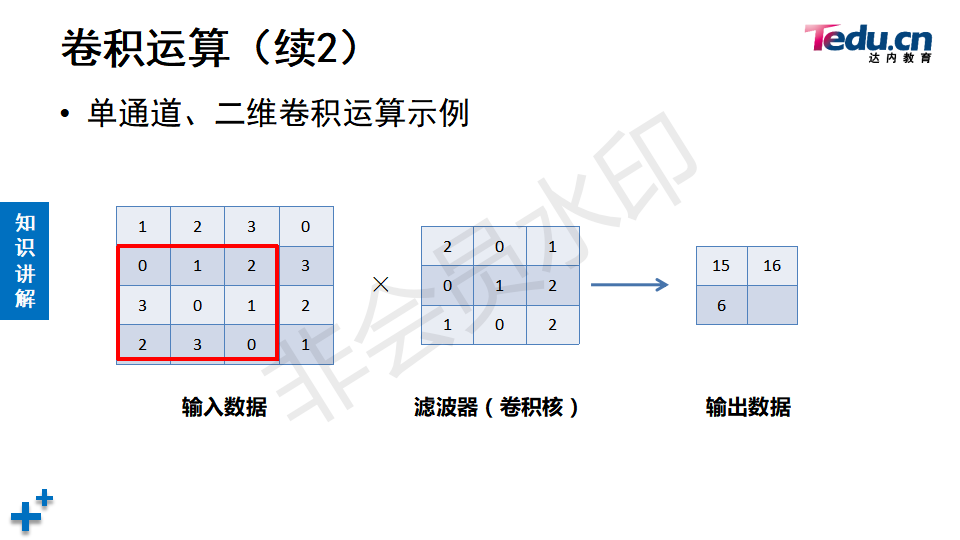 卷积运算（续2）
Tedu.cn
达内教育
• 单通道、二维卷积运算示例
知识讲解
1 2 3 0
0 1 2 3
3 0 1 2
2 3 0 1
×
2 0 1
0 1 2
1 0 2
15 16
6
输入数据
滤波器（卷积核）
输出数据
非会员水印